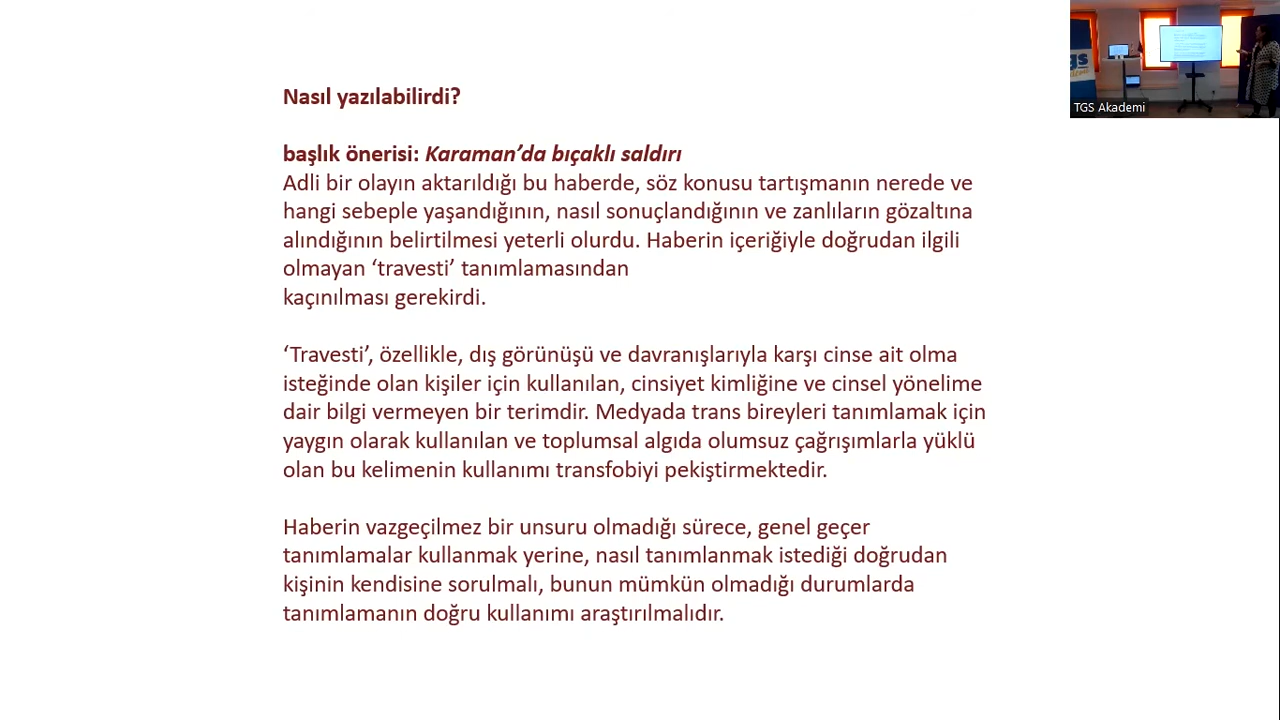 Nasıl yazılabilirdi?
başlık önerisi: Karaman’da bıçaklı saldırı
Adli bir olayın aktarıldığı bu haberde, söz konusu tartışmanın nerede ve
hangi sebeple yaşandığının, nasıl sonuçlandığının ve zanlıların gözaltına
alındığının belirtilmesi yeterli olurdu. Haberin içeriğiyle doğrudan ilgili
olmayan ‘travesti’ tanımlamasından
kaçınılması gerekirdi.
‘Travesti’, özellikle, dış görünüşü ve davranışlarıyla karşı cinse ait olma
isteğinde olan kişiler için kullanılan, cinsiyet kimliğine ve cinsel yönelime
dair bilgi vermeyen bir terimdir. Medyada trans bireyleri tanımlamak için
yaygın olarak kullanılan ve toplumsal algıda olumsuz çağrışımlarla yüklü
olan bu kelimenin kullanımı transfobiyi pekiştirmektedir.
Haberin vazgeçilmez bir unsuru olmadığı sürece, genel geçer
tanımlamalar kullanmak yerine, nasıl tanımlanmak istediği doğrudan
kişinin kendisine sorulmalı, bunun mümkün olmadığı durumlarda
tanımlamanın doğru kullanımı araştırılmalıdır.
TGS Akademi